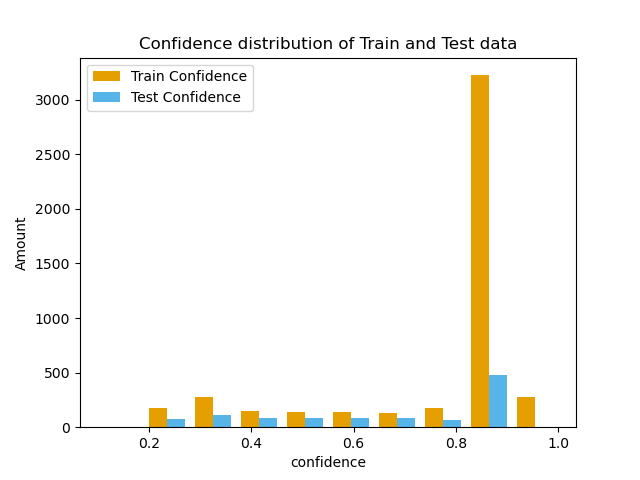 Confidence distribution of Train and Test data
Train Confidence
Test Confidence
Amount
3000
2500
2000
1500
1000
500
0
0.2 0.4 0.6 0.8 1.0
confidence